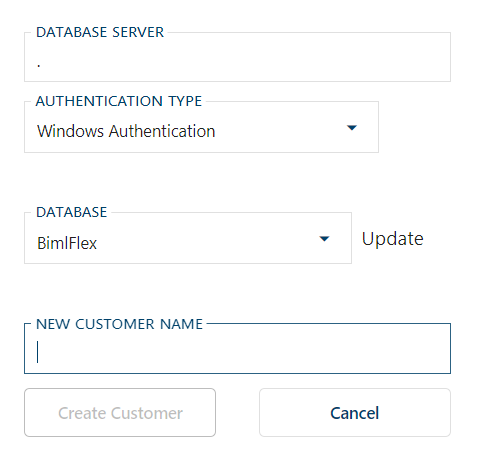 DATABASE SERVER
.
AUTHENTICATION TYPE
Windows Authentication
DATABASE
BimlFlex
Update
NEW CUSTOMER NAME
Create Customer
Cancel